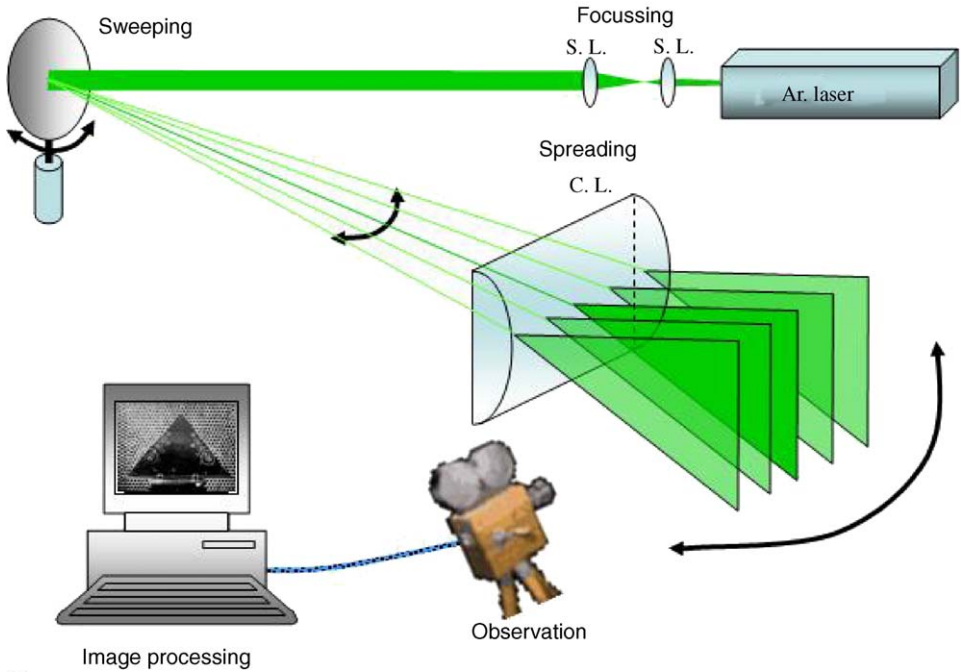 Sweeping
Focussing
S. L.
S. L.
Ar. laser
Spreading
C. L.
Observation
Image processing